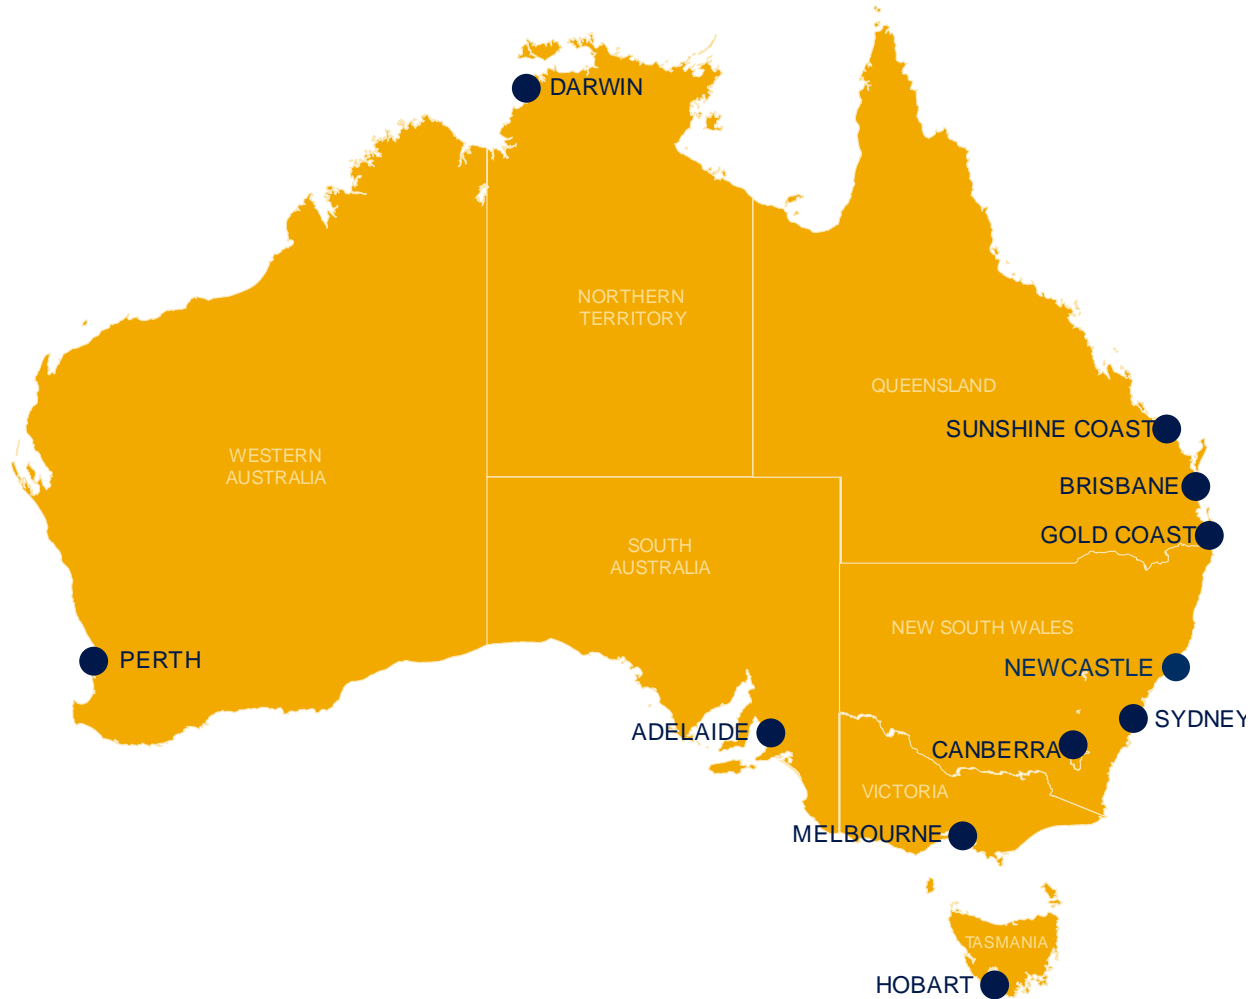 DARWIN
NORTHERN
TERRITORY
QUEENSLAND
SUNSHINE COAST
WESTERN
AUSTRALIA
BRISBANE
GOLD COAST
SOUTH
AUSTRALIA
NEW SOUTH WALES
PERTH
NEWCASTLE
SYDNEY
ADELAIDE
CANBERRA
VICTORIA
MELBOURNE
TASMANIA
HOBART